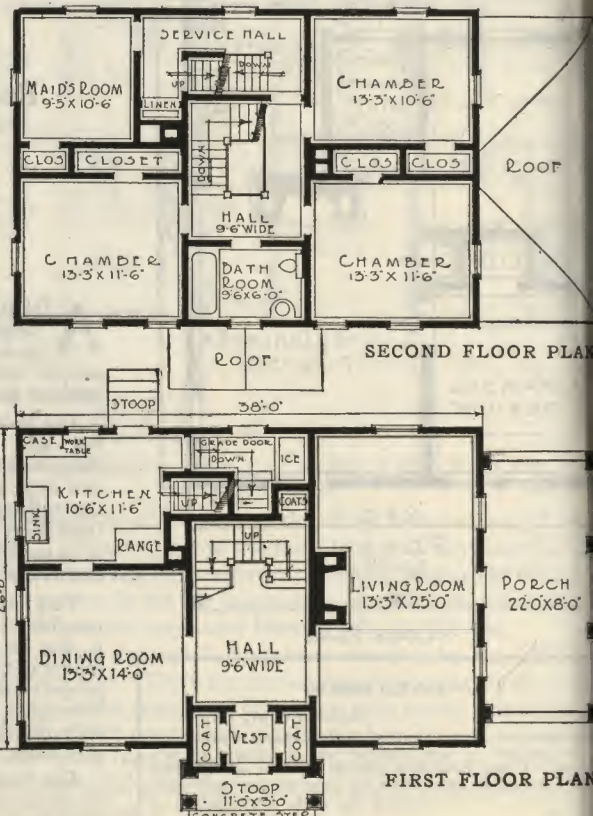 SERVICE HALL
MAID'S ROOM
9'-5" X 10'-6"
UP
DOWN
LINEN
CHAMBER
13'-3" X 10'-6"
CLOS
CLOSET
DOWN
CLOS
CLOS
ROOF
HALL
9'-6" WIDE
CHAMBER
13'-3" X 11'-6"
BATH
ROOM
9'-6" X 6'-0"
CHAMBER
13'-3" X 11'-6"
ROOF
SECOND FLOOR PLAN
STOOP
38'-0"
CASE
WORK
TABLE
GRADE DOOR
DOWN
ICE
KITCHEN
10'-6" X 11'-6"
UP
COATS
SINK
RANGE
UP
LIVING ROOM
13'-3" X 25'-0"
PORCH
22'-0" X 8'-0"
26'-0"
DINING ROOM
13'-3" X 14'-0"
HALL
9'-6" WIDE
COAT
VEST
COAT
STOOP
11'-0" X 3'-0"
CONCRETE STEP
FIRST FLOOR PLAN